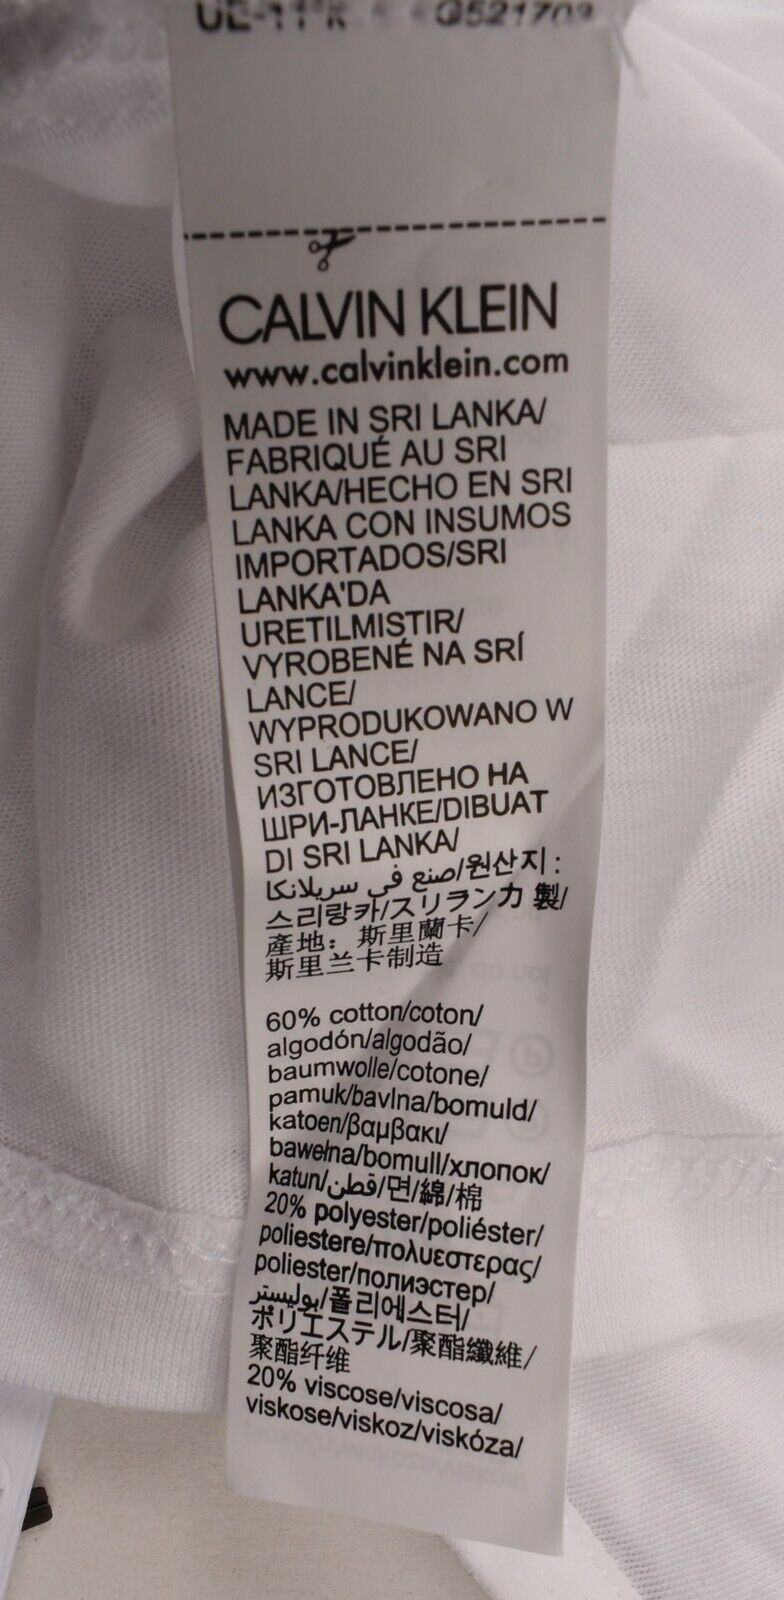 G521703
CALVIN KLEIN
www.calvinklein.com
MADE IN SRI LANKA/
FABRIQUÉ AU SRI
LANKA/HECHO EN SRI
LANKA CON INSUMOS
IMPORTADOS/SRI
LANKA'DA
URETILMISTIR/
VYROBENÉ NA SRÍ
LANCE/
WYPRODUKOWANO W
SRI LANCE/
ИЗГОТОВЛЕНО НА
ШРИ-ЛАНКЕ/DIBUAT
DI SRI LANKA/
صنع في سريلانكا/원산지:
스리랑카/スリランカ 製/
產地: 斯里蘭卡/
斯里兰卡制造
60% cotton/coton/
algodón/algodão/
baumwolle/cotone/
pamuk/bavlna/bomuld/
katoen/βαμβακι/
bawełna/bomull/хлопок/
katun/قطن/면/綿/棉
20% polyester/poliéster/
poliestere/πολυεστερας/
poliester/полиэстер/
بوليستر/폴리에스터/
ポリエステル/聚酯纖維/
聚酯纤维
20% viscose/viscosa/
viskose/viskoz/viskóza/